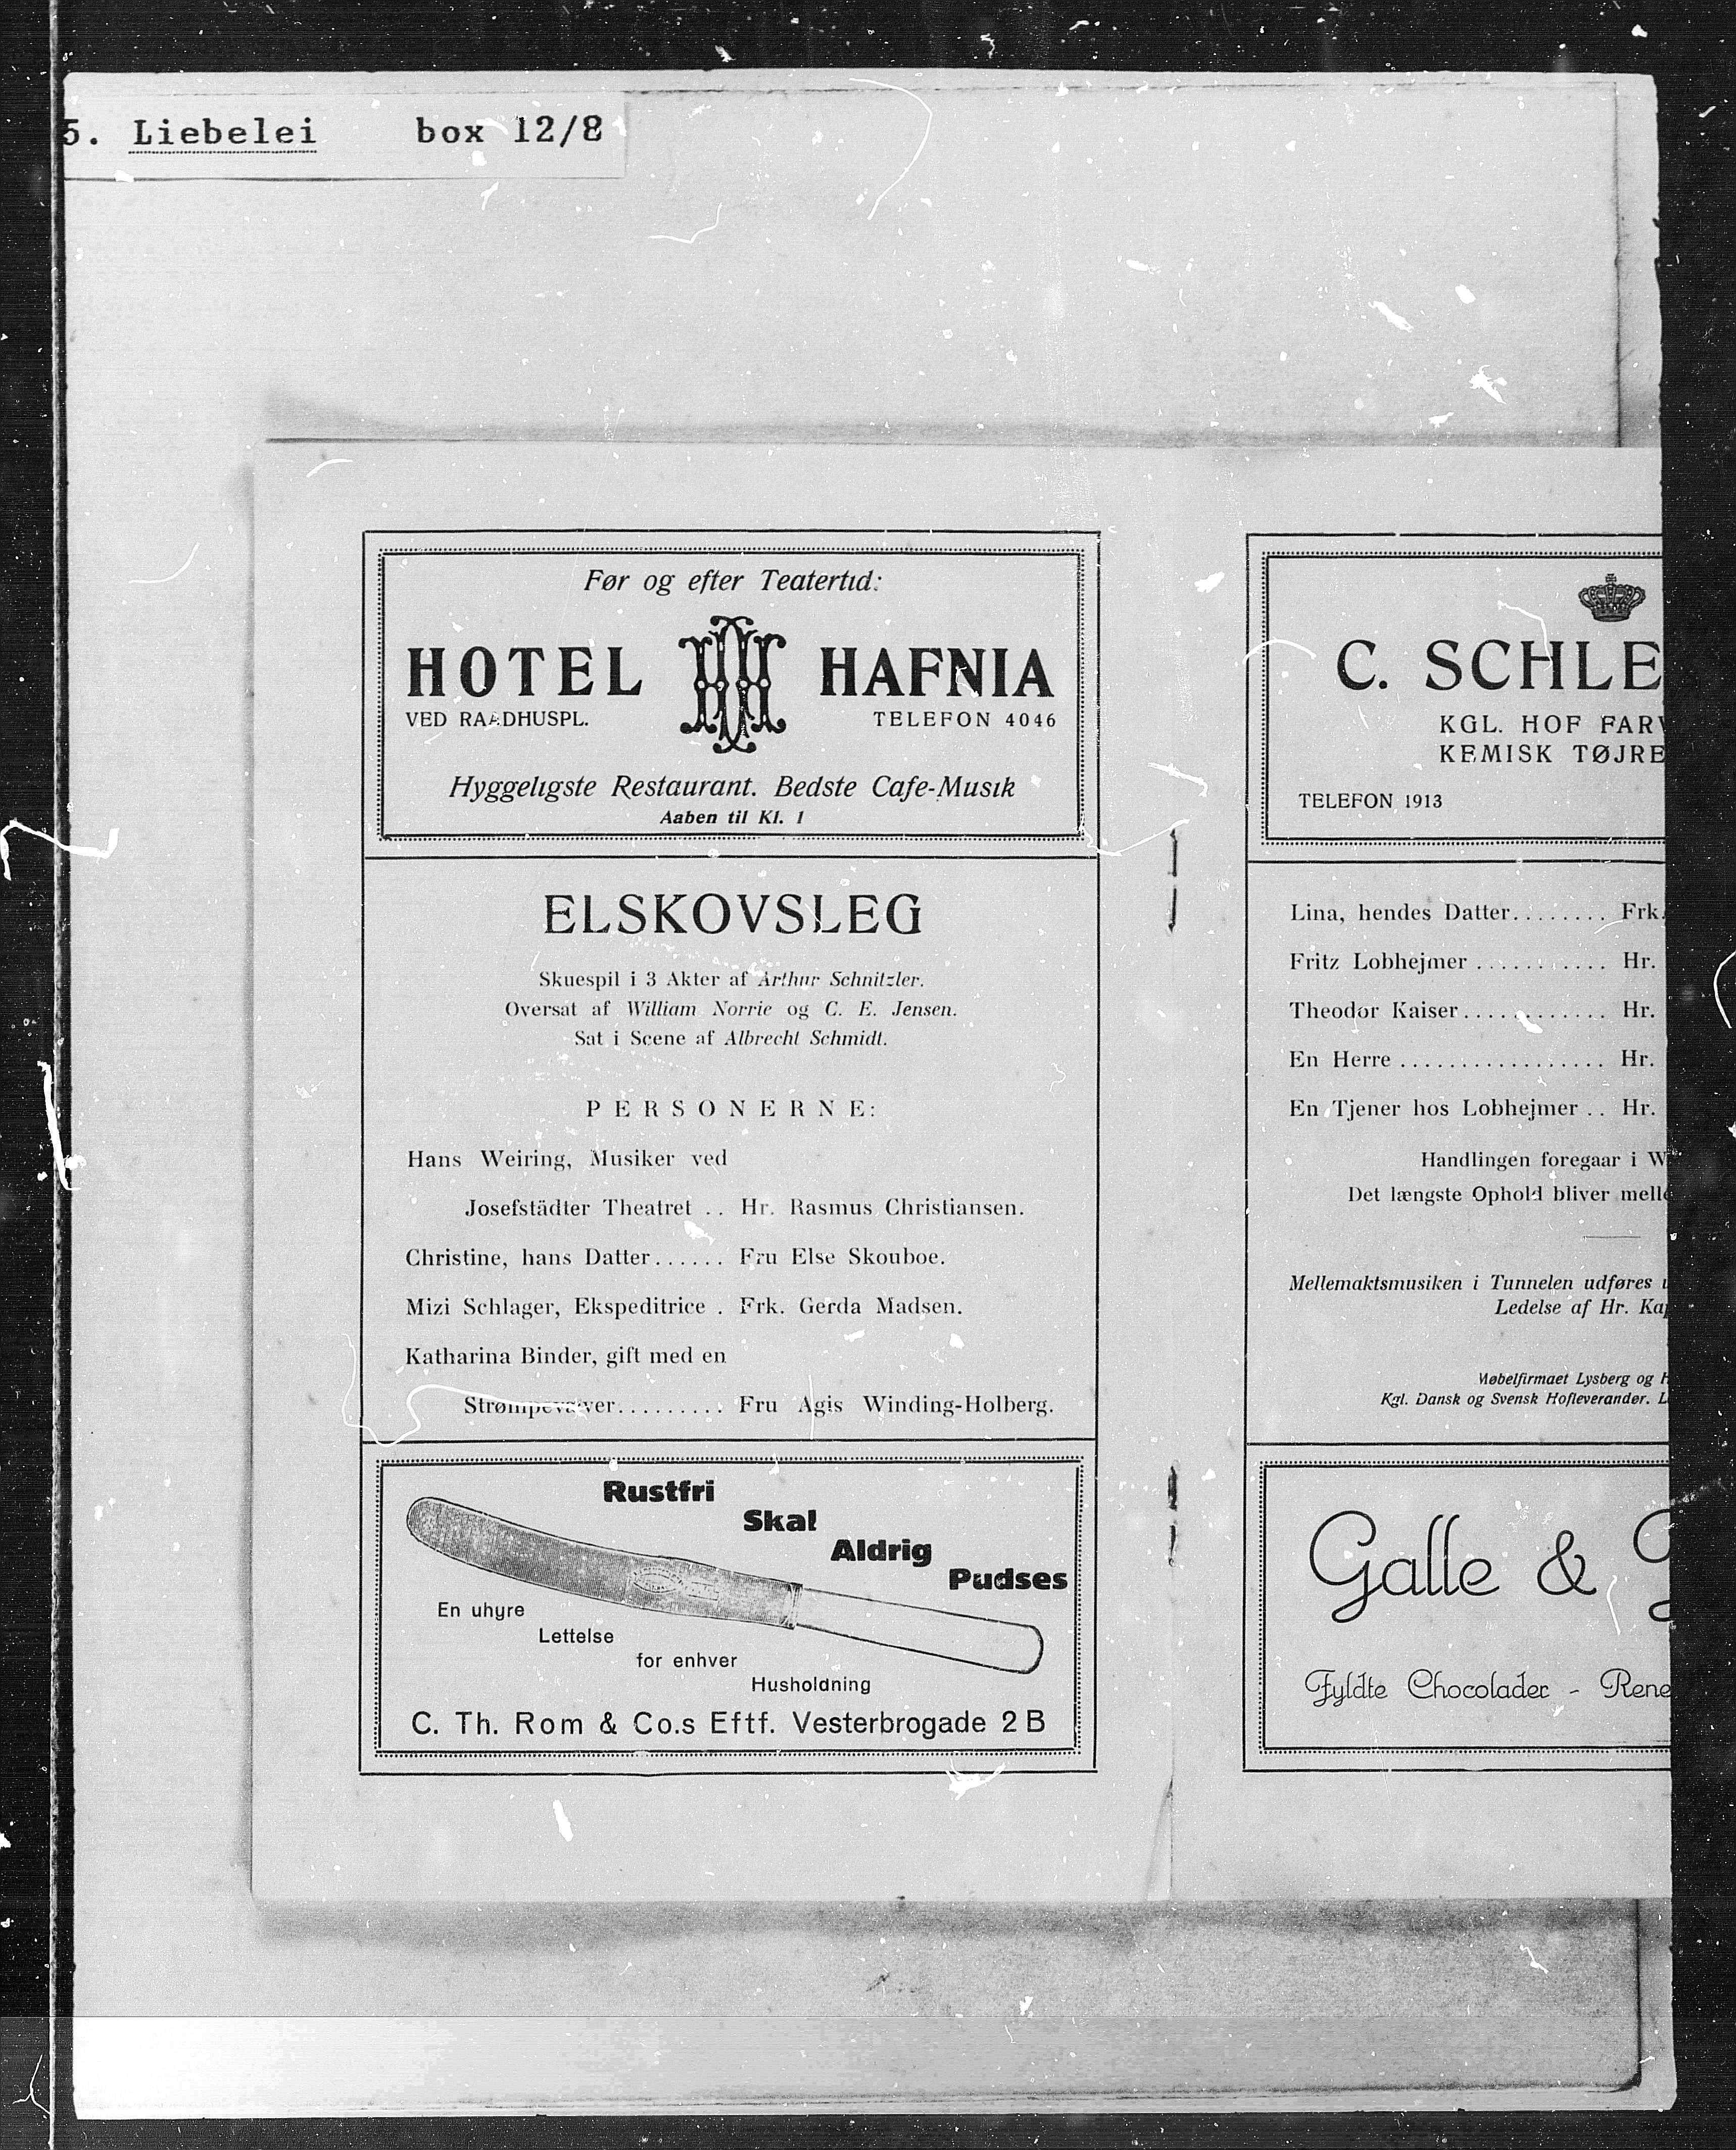 5. Liebelei box 12/8
Før og efter Teatertid:
HOTEL HH HAFNIA
VED RAADHUSPL. TELEFON 4046
Hyggeligste Restaurant. Bedste Cafe-Musik
Aaben til Kl. 1
ELSKOVSLEG
Skuespil i 3 Akter af Arthur Schnitzler.
Oversat af William Norrie og C. E. Jensen.
Sat i Scene af Albrecht Schmidt.
PERSONERNE:
Hans Weiring, Musiker ved
Josefstädter Theatret .. Hr. Rasmus Christiansen.
Christine, hans Datter...... Fru Else Skouboe.
Mizi Schlager, Ekspeditrice . Frk. Gerda Madsen.
Katharina Binder, gift med en
Strømpevæver......... Fru Agis Winding-Holberg.
Rustfri
Skal
Aldrig
Pudses
En uhyre
Lettelse
for enhver
Husholdning
C. Th. Rom & Co.s Eftf. Vesterbrogade 2 B
C. SCHLE
KGL. HOF FARV
KEMISK TØJRE
TELEFON 1913
Lina, hendes Datter........ Frk.
Fritz Lobhejmer ........... Hr.
Theodor Kaiser............ Hr.
En Herre ................. Hr.
En Tjener hos Lobhejmer .. Hr.
Handlingen foregaar i W
Det længste Ophold bliver melle
Mellemaktsmusiken i Tunnelen udføres u
Ledelse af Hr. Kap
Møbelfirmaet Lysberg og H
Kgl. Dansk og Svensk Hofleverandør. L
Galle &
Fyldte Chocolader - Rene